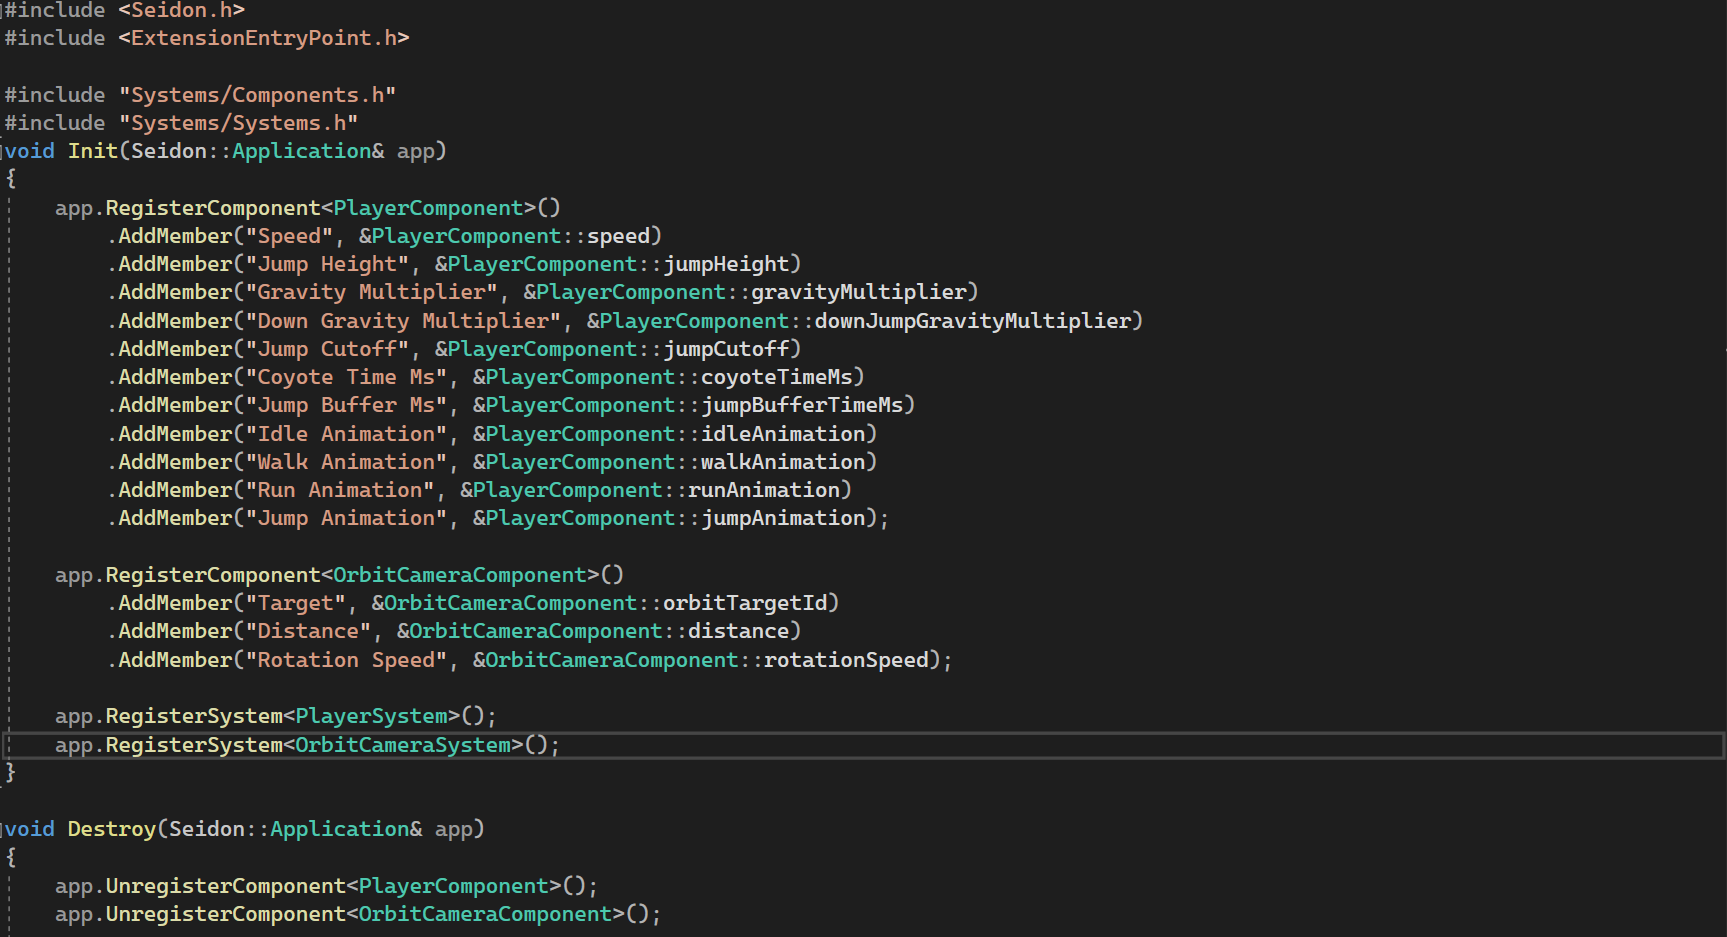 #include <Seidon.h>
#include <ExtensionEntryPoint.h>

#include "Systems/Components.h"
#include "Systems/Systems.h"
void Init(Seidon::Application& app)
{
    app.RegisterComponent<PlayerComponent>()
        .AddMember("Speed", &PlayerComponent::speed)
        .AddMember("Jump Height", &PlayerComponent::jumpHeight)
        .AddMember("Gravity Multiplier", &PlayerComponent::gravityMultiplier)
        .AddMember("Down Gravity Multiplier", &PlayerComponent::downJumpGravityMultiplier)
        .AddMember("Jump Cutoff", &PlayerComponent::jumpCutoff)
        .AddMember("Coyote Time Ms", &PlayerComponent::coyoteTimeMs)
        .AddMember("Jump Buffer Ms", &PlayerComponent::jumpBufferTimeMs)
        .AddMember("Idle Animation", &PlayerComponent::idleAnimation)
        .AddMember("Walk Animation", &PlayerComponent::walkAnimation)
        .AddMember("Run Animation", &PlayerComponent::runAnimation)
        .AddMember("Jump Animation", &PlayerComponent::jumpAnimation);

    app.RegisterComponent<OrbitCameraComponent>()
        .AddMember("Target", &OrbitCameraComponent::orbitTargetId)
        .AddMember("Distance", &OrbitCameraComponent::distance)
        .AddMember("Rotation Speed", &OrbitCameraComponent::rotationSpeed);

    app.RegisterSystem<PlayerSystem>();
    app.RegisterSystem<OrbitCameraSystem>();
}

void Destroy(Seidon::Application& app)
{
    app.UnregisterComponent<PlayerComponent>();
    app.UnregisterComponent<OrbitCameraComponent>();